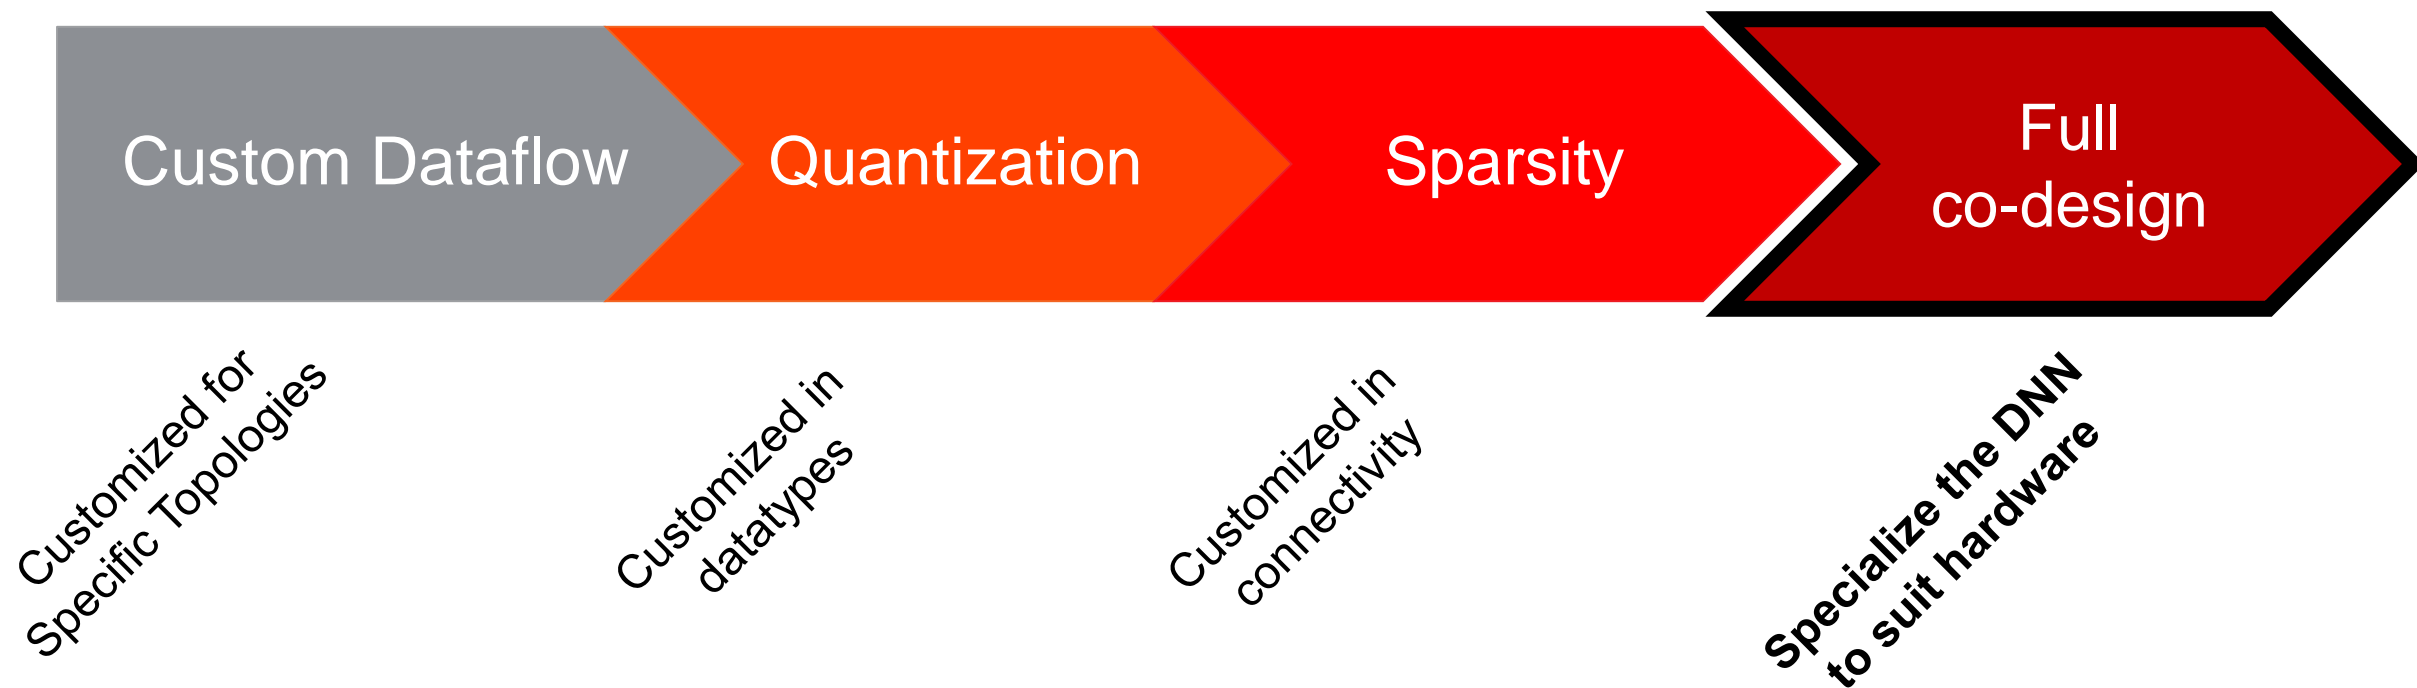 Custom Dataflow
Quantization
Sparsity
Full
co-design
Customized for
Specific Topologies
Customized in
datatypes
Customized in
connectivity
Specialize the DNN
to suit hardware